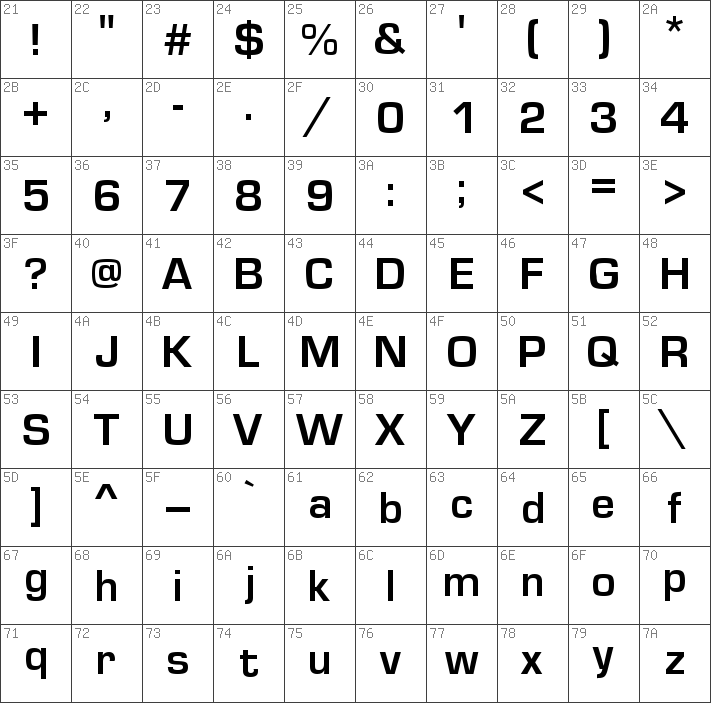 21 22 23 24 25 26 27 28 29 2A
! " # $ % & ' ( ) *
2B 2C 2D 2E 2F 30 31 32 33 34
+ , - . / 0 1 2 3 4
35 36 37 38 39 3A 3B 3C 3D 3E
5 6 7 8 9 : ; < = >
3F 40 41 42 43 44 45 46 47 48
? @ A B C D E F G H
49 4A 4B 4C 4D 4E 4F 50 51 52
I J K L M N O P Q R
53 54 55 56 57 58 59 5A 5B 5C
S T U V W X Y Z [ \
5D 5E 5F 60 61 62 63 64 65 66
] ^ _ ` a b c d e f
67 68 69 6A 6B 6C 6D 6E 6F 70
g h i j k l m n o p
71 72 73 74 75 76 77 78 79 7A
q r s t u v w x y z